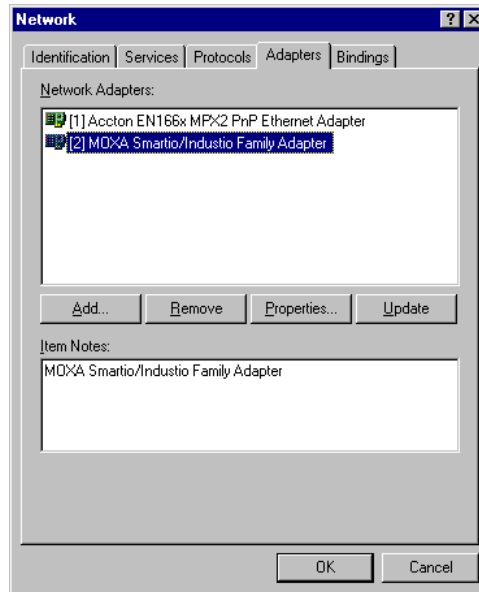 Network
Identification Services Protocols Adapters Bindings
Network Adapters:
[1] Accton EN166x MPX2 PnP Ethernet Adapter
[2] MOXA Smartio/Industio Family Adapter
Add... Remove Properties... Update
Item Notes:
MOXA Smartio/Industio Family Adapter
OK Cancel